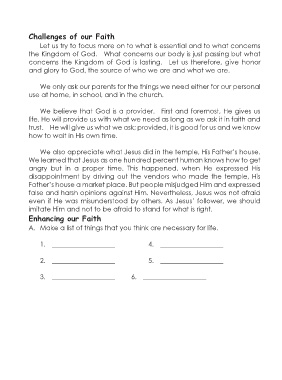 Challenges of our Faith
Let us try to focus more on to what is essential and to what concerns
the Kingdom of God. What concerns our body is just passing but what
concerns the Kingdom of God is lasting. Let us therefore, give honor
and glory to God, the source of who we are and what we are.
We only ask our parents for the things we need either for our personal
use at home, in school, and in the church.
We believe that God is a provider. First and foremost, He gives us
life. He will provide us with what we need as long as we ask it in faith and
trust. He will give us what we ask; provided, it is good for us and we know
how to wait in His own time.
We also appreciate what Jesus did in the temple, His Father's house.
We learned that Jesus as one hundred percent human knows how to get
angry but in a proper time. This happened, when He expressed His
disappointment by driving out the vendors who made the temple, His
Father's house a market place. But people misjudged Him and expressed
false and harsh opinions against Him. Nevertheless, Jesus was not afraid
even if He was misunderstood by others. As Jesus' follower, we should
imitate Him and not to be afraid to stand for what is right.
Enhancing our Faith
A. Make a list of things that you think are necessary for life.
1. ____________ 4. ____________
2. ____________ 5. ____________
3. ____________ 6. ____________